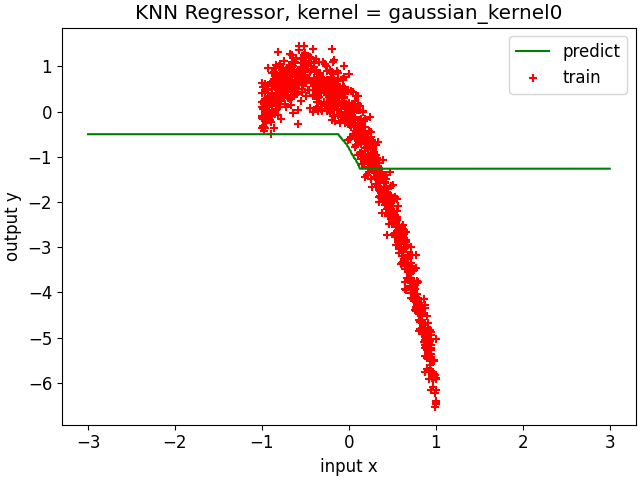 KNN Regressor, kernel = gaussian_kernel0
predict
train
1
0
−1
−2
−3
−4
−5
−6
output y
−3 −2 −1 0 1 2 3
input x